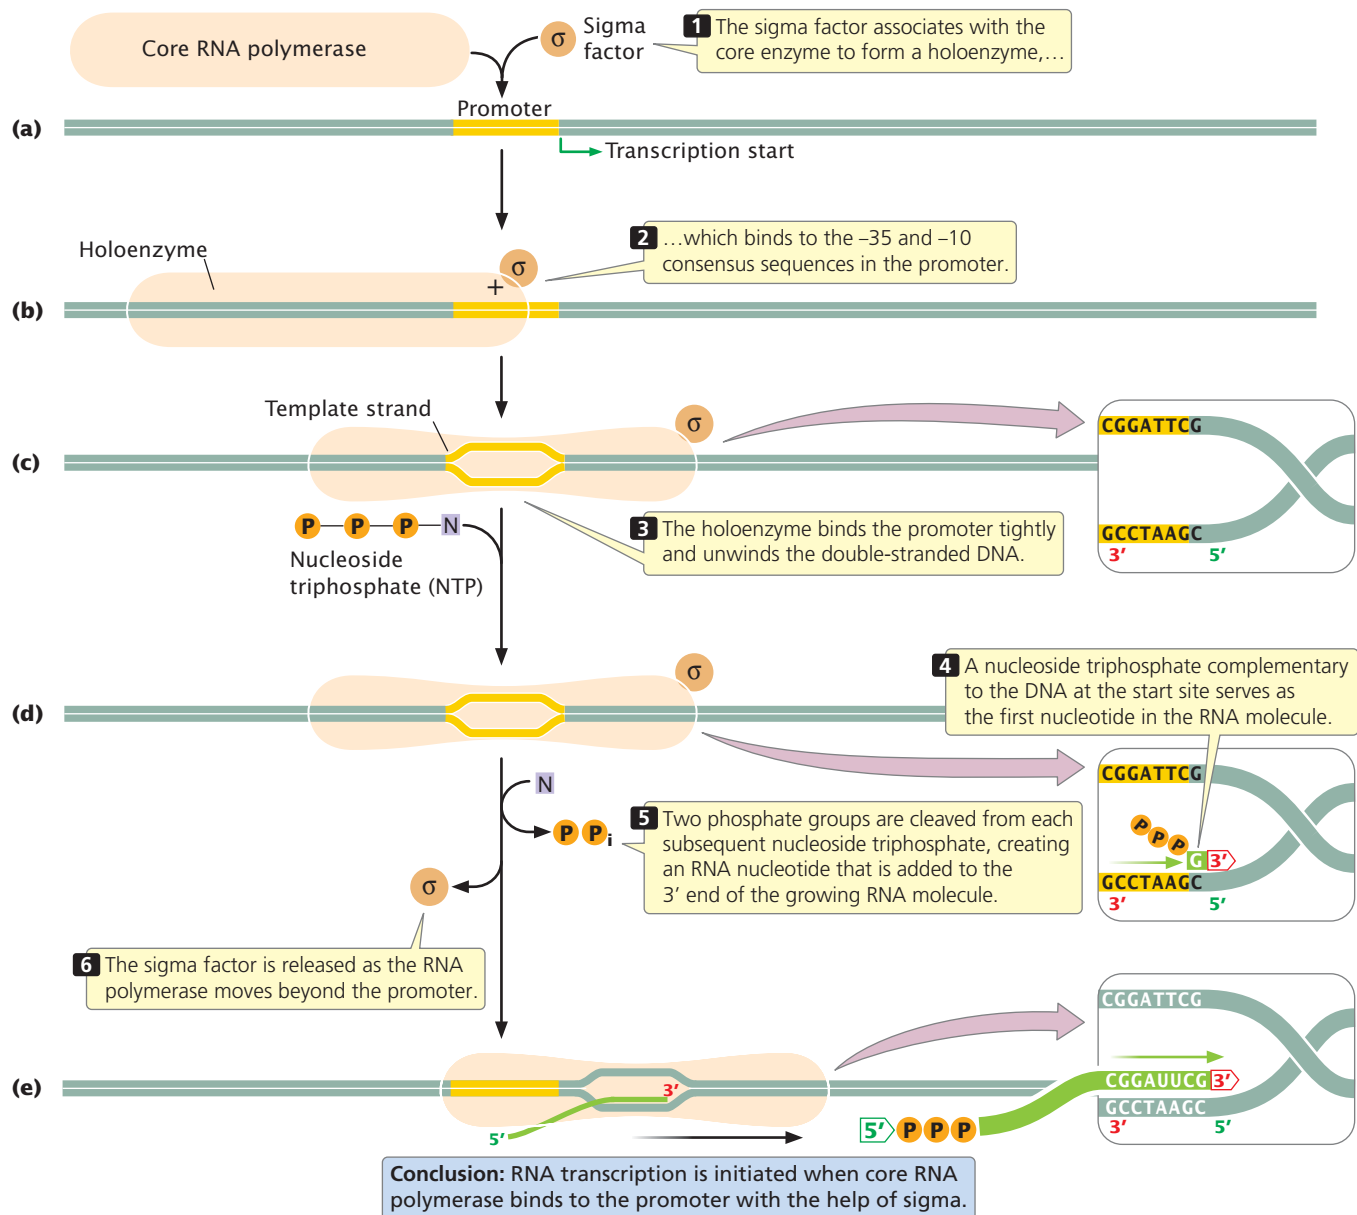 Core RNA polymerase
σ
Sigma
factor
1 The sigma factor associates with the
core enzyme to form a holoenzyme,…
Promoter
(a)
Transcription start
Holoenzyme
σ
+
2 …which binds to the –35 and –10
consensus sequences in the promoter.
(b)
Template strand
σ
(c)
CGGATTCG
GCCTAAGC
3′ 5′
P P P N
Nucleoside
triphosphate (NTP)
3 The holoenzyme binds the promoter tightly
and unwinds the double-stranded DNA.
σ
(d)
4 A nucleoside triphosphate complementary
to the DNA at the start site serves as
the first nucleotide in the RNA molecule.
CGGATTCG
P P P
G 3′
GCCTAAGC
3′ 5′
N
P Pi
5 Two phosphate groups are cleaved from each
subsequent nucleoside triphosphate, creating
an RNA nucleotide that is added to the
3′ end of the growing RNA molecule.
σ
6 The sigma factor is released as the RNA
polymerase moves beyond the promoter.
(e)
3′
5′
CGGATTCG
CGGAUUCG 3′
GCCTAAGC
3′ 5′
5′ P P P
Conclusion: RNA transcription is initiated when core RNA
polymerase binds to the promoter with the help of sigma.